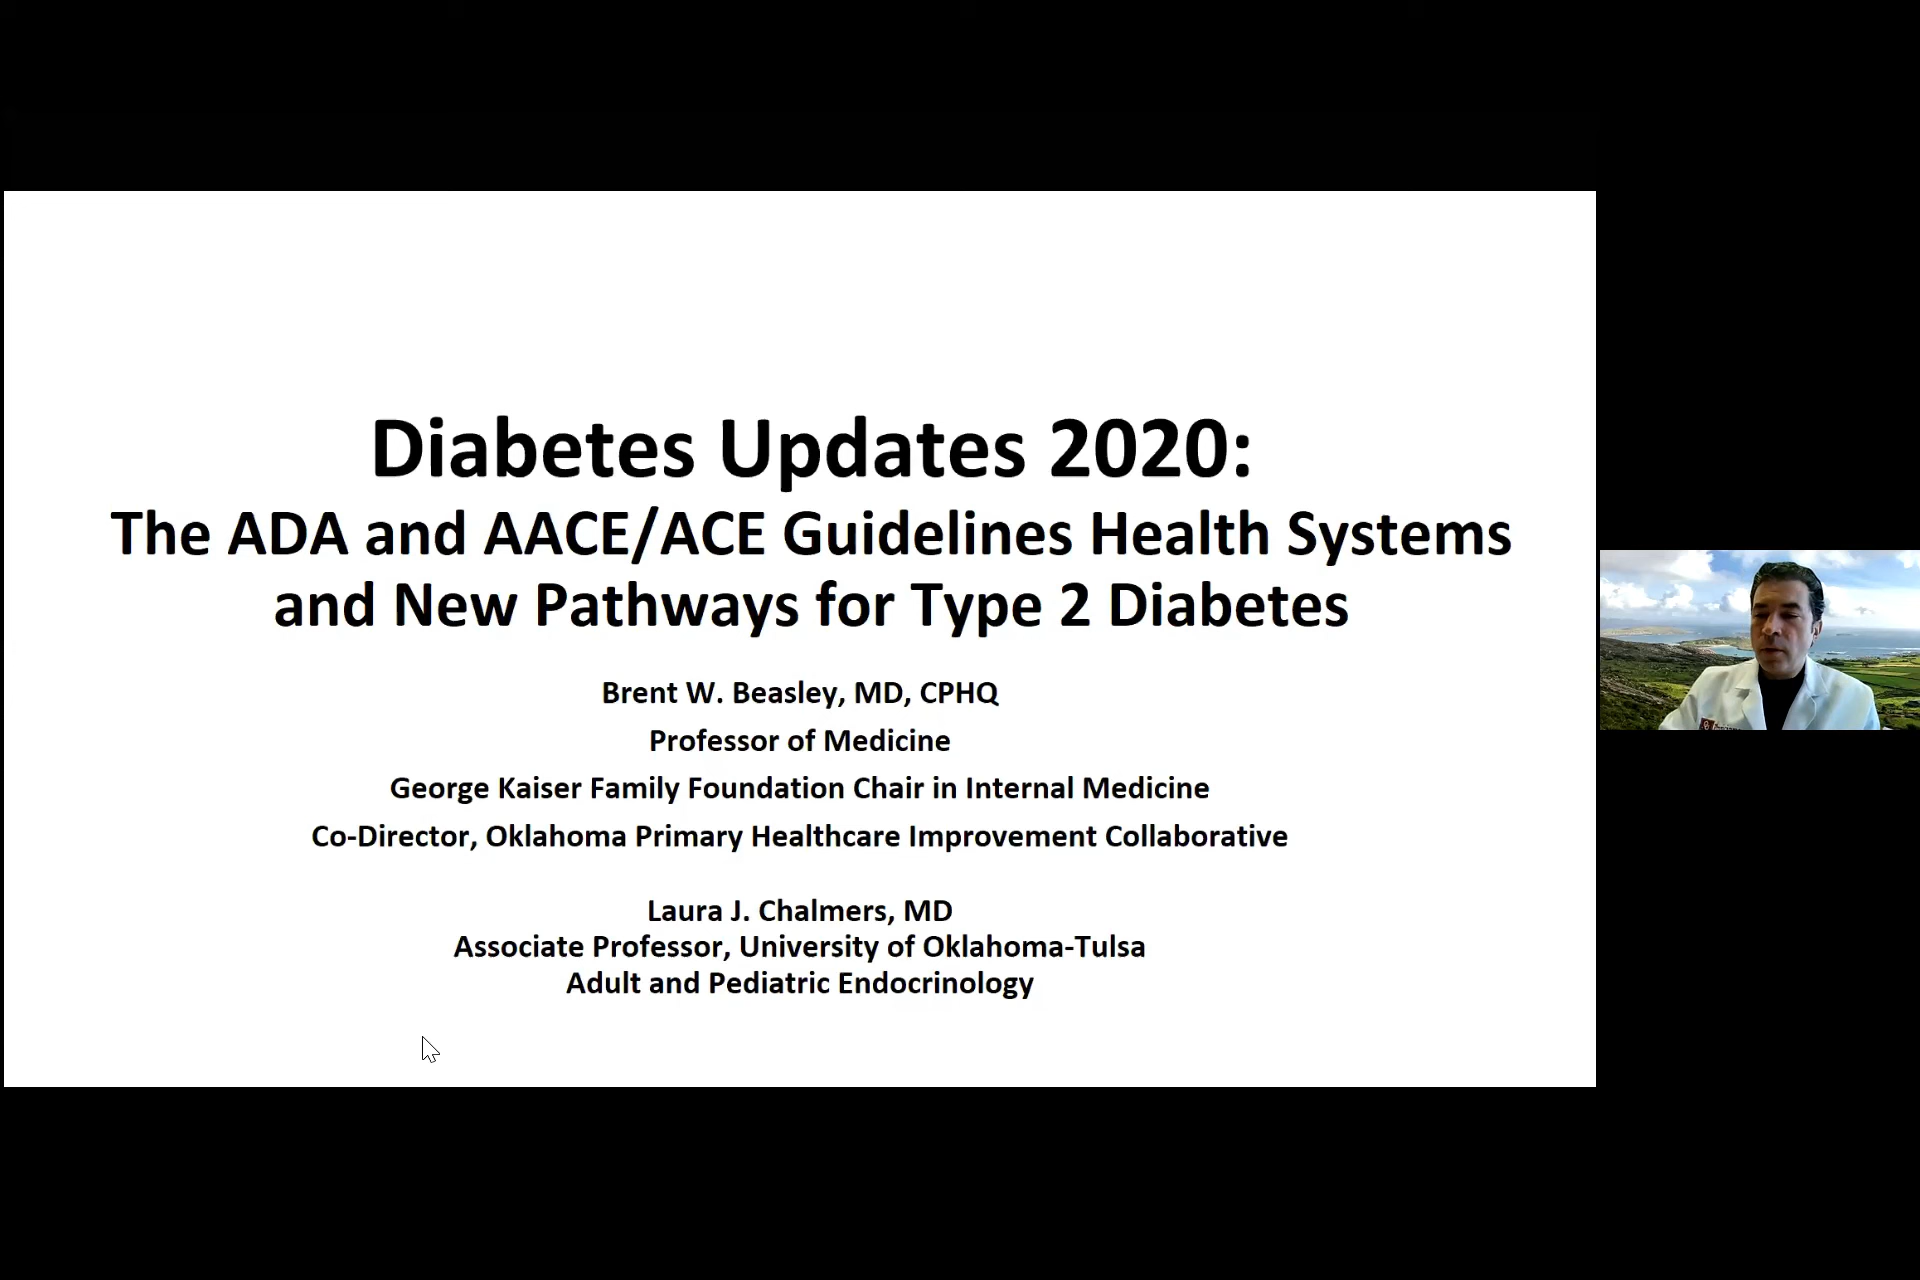 Diabetes Updates 2020:
The ADA and AACE/ACE Guidelines Health Systems
and New Pathways for Type 2 Diabetes
Brent W. Beasley, MD, CPHQ
Professor of Medicine
George Kaiser Family Foundation Chair in Internal Medicine
Co-Director, Oklahoma Primary Healthcare Improvement Collaborative
Laura J. Chalmers, MD
Associate Professor, University of Oklahoma-Tulsa
Adult and Pediatric Endocrinology